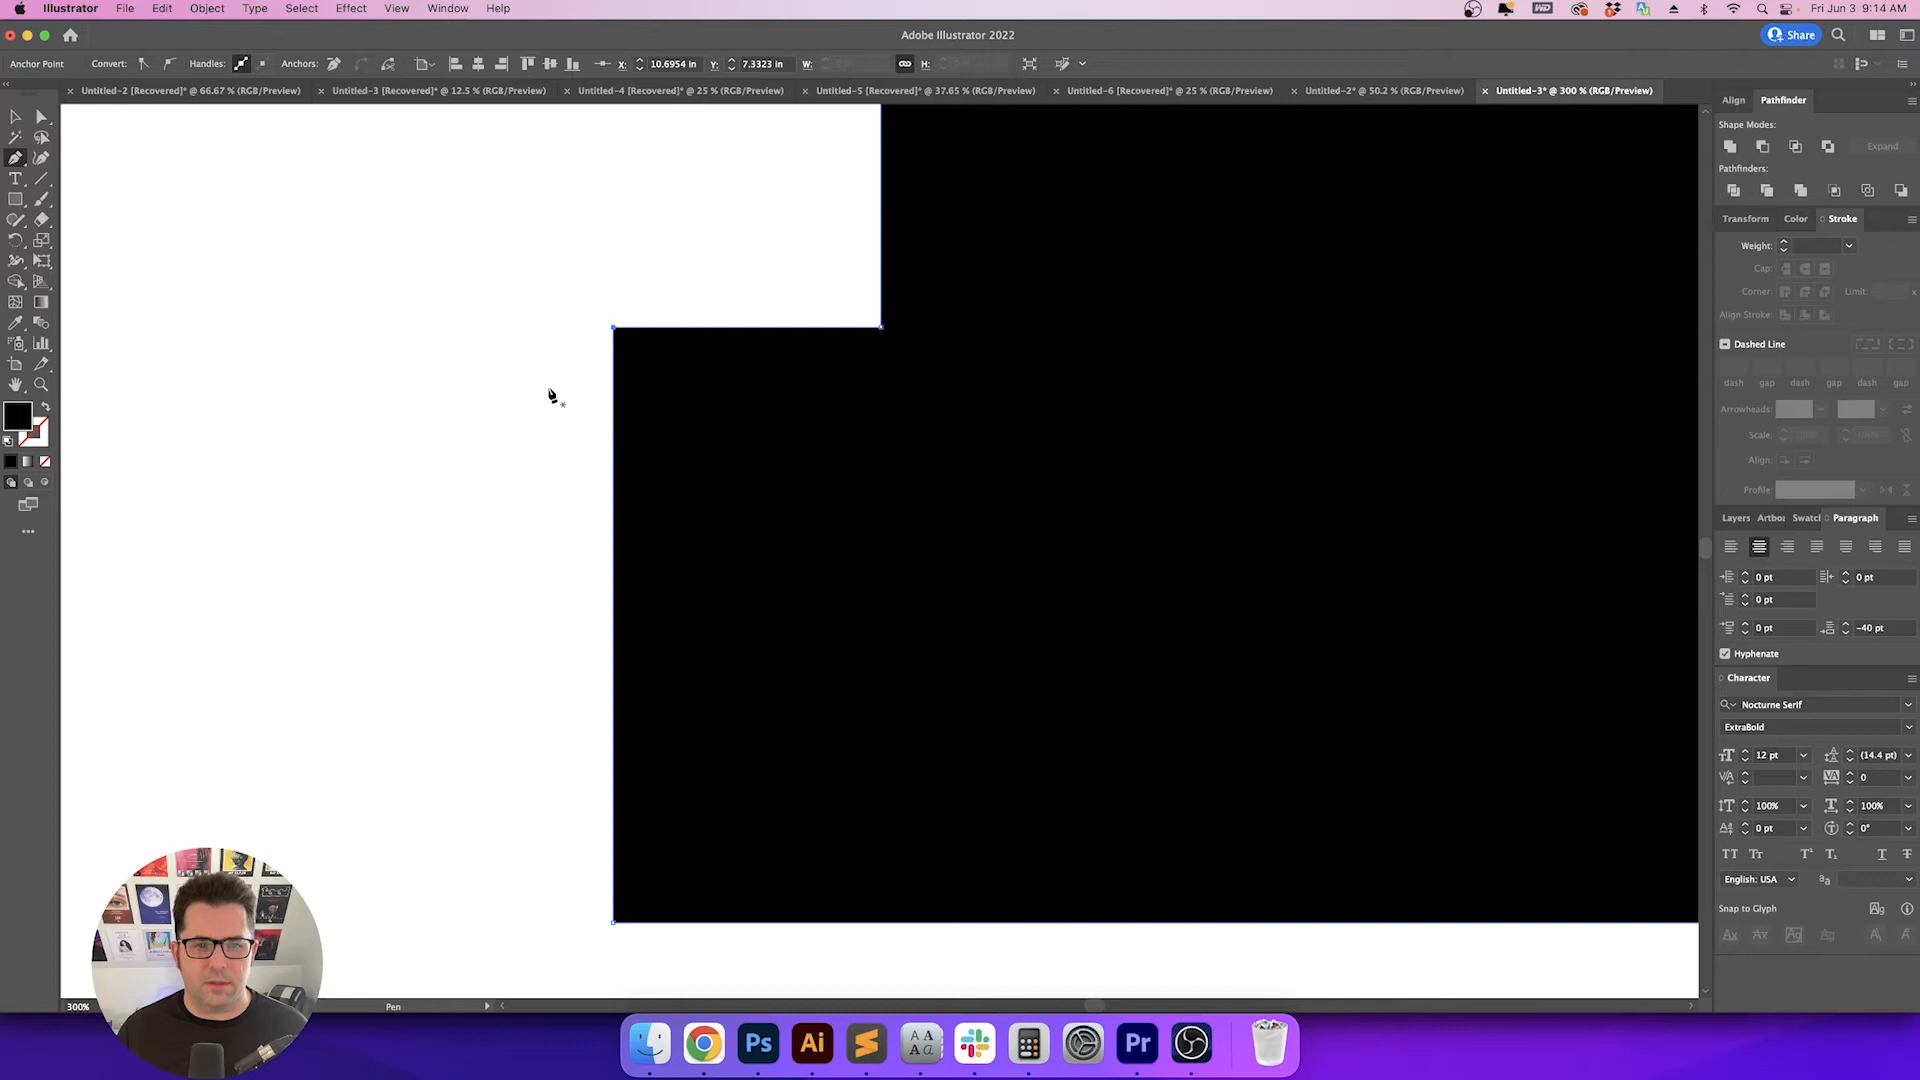 Illustrator File Edit Object Type Select Effect View Window Help
Fri Jun 3 9:14 AM
Adobe Illustrator 2022
Share
Anchor Point Convert: Handles: Anchors: X: 10.6954 in Y: 7.3323 in W: H:
Untitled-2 [Recovered]* @ 66.67 % (RGB/Preview)
Untitled-3 [Recovered]* @ 12.5 % (RGB/Preview)
Untitled-4 [Recovered]* @ 25 % (RGB/Preview)
Untitled-5 [Recovered]* @ 37.65 % (RGB/Preview)
Untitled-6 [Recovered]* @ 25 % (RGB/Preview)
Untitled-2* @ 50.2 % (RGB/Preview)
Untitled-3* @ 300 % (RGB/Preview)
Align Pathfinder
Shape Modes:
Expand
Pathfinders:
Transform Color Stroke
Weight:
Cap:
Corner: Limit:
Align Stroke:
Dashed Line
dash gap dash gap dash gap
Arrowheads:
Scale:
Align:
Profile:
Layers Artboi Swatcl Paragraph
0 pt 0 pt
0 pt
0 pt -40 pt
Hyphenate
Character
Nocturne Serif
ExtraBold
12 pt (14.4 pt)
0
100% 100%
0 pt 0°
English: USA
Snap to Glyph
300% Pen
Ps Ai Pr